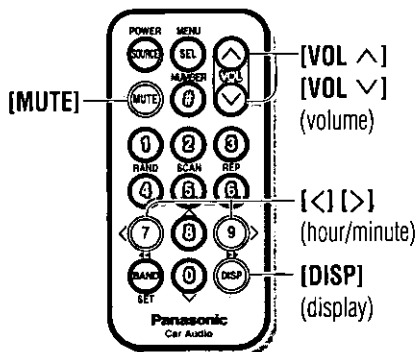 POWER MENU
SOURCE SEL [VOL ∧]
NUMBER VOL [VOL ∨]
[MUTE] MUTE # (volume)
1 2 3
RAND SCAN REP
4 5 6
[<] [>]
< 7 8 9 > (hour/minute)
BAND 0 DISP [DISP]
SET (display)
Panasonic
Car Audio